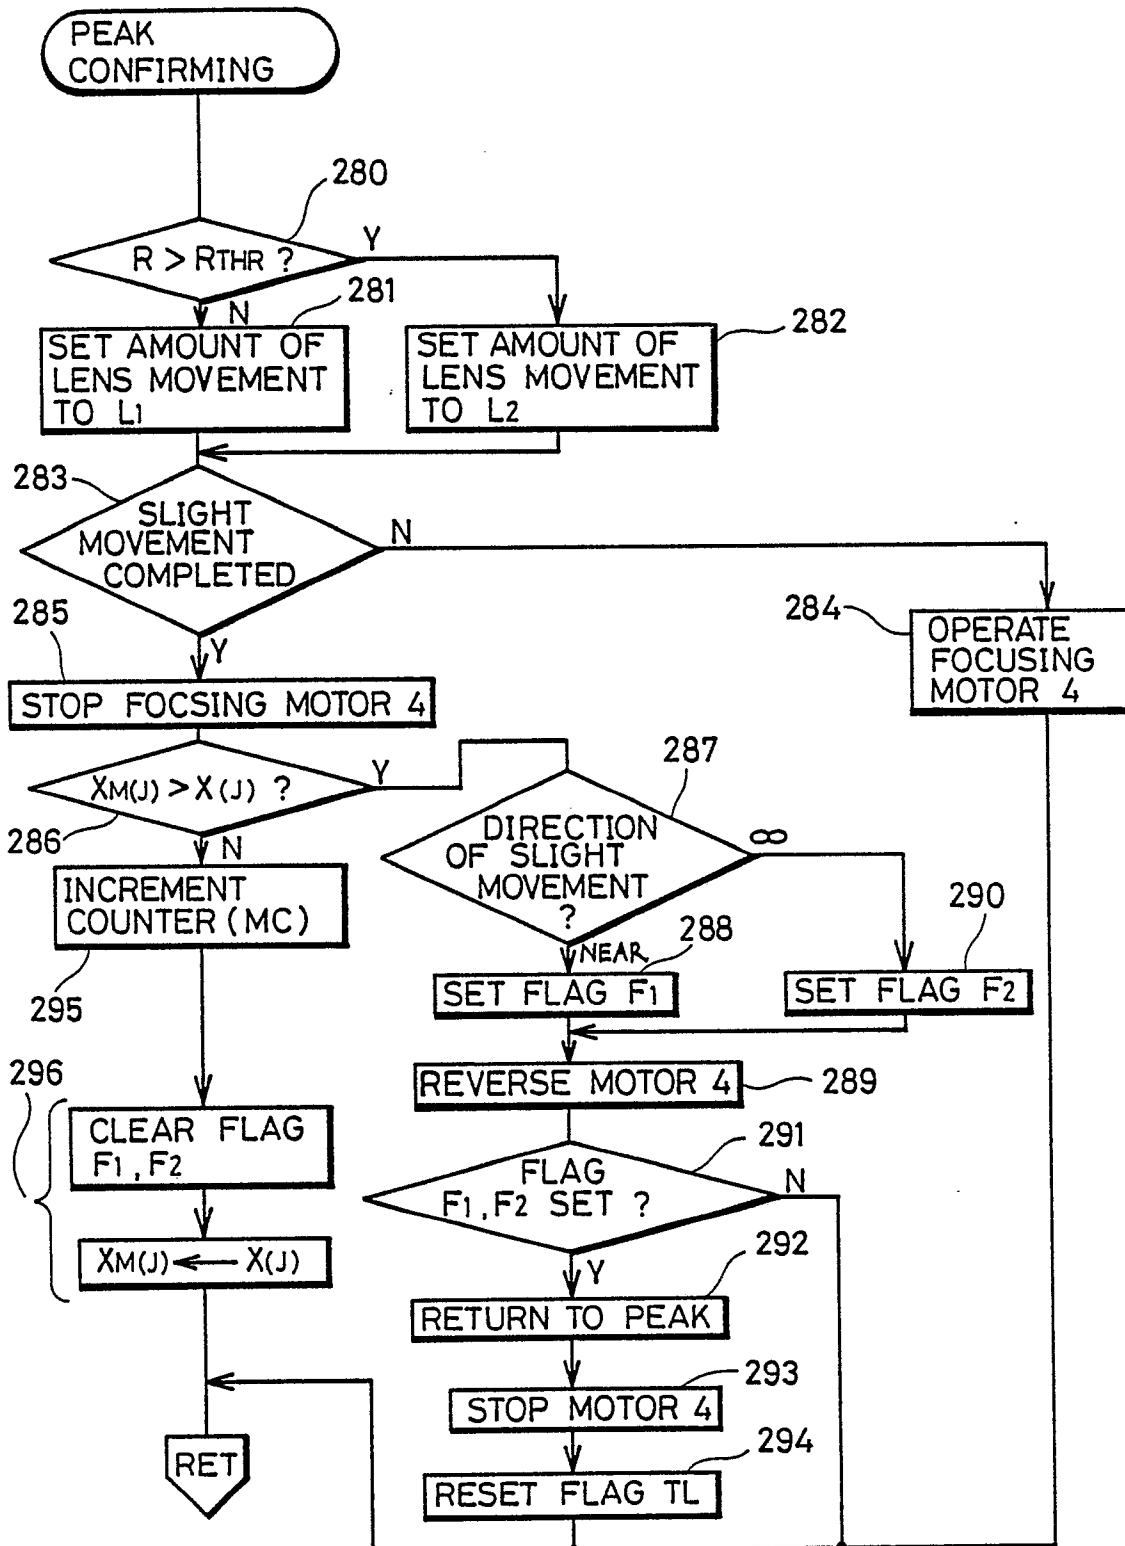 PEAK
CONFIRMING
280
R > RTHR ?
Y
N
281
SET AMOUNT OF
LENS MOVEMENT
TO L1
282
SET AMOUNT OF
LENS MOVEMENT
TO L2
283
SLIGHT
MOVEMENT
COMPLETED
N
Y
284
OPERATE
FOCUSING
MOTOR 4
285
STOP FOCSING MOTOR 4
XM(J) > X(J) ?
Y
286
N
287
DIRECTION
OF SLIGHT
MOVEMENT
?
∞
NEAR
288
SET FLAG F1
290
SET FLAG F2
INCREMENT
COUNTER (MC)
295
REVERSE MOTOR 4
289
296
CLEAR FLAG
F1, F2
XM(J) ← X(J)
291
FLAG
F1, F2 SET ?
N
Y
292
RETURN TO PEAK
293
STOP MOTOR 4
294
RESET FLAG TL
RET